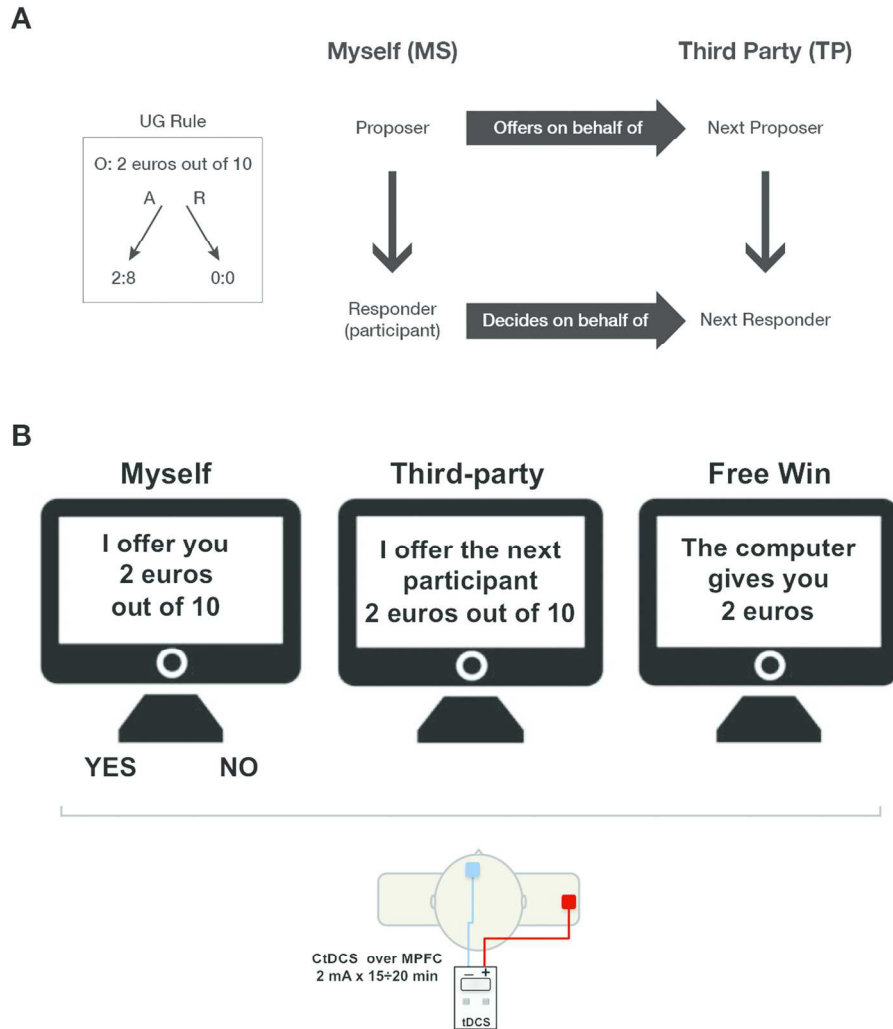 A
Myself (MS)
Third Party (TP)
UG Rule
O: 2 euros out of 10
A R
2:8 0:0
Proposer
Offers on behalf of
Next Proposer
Responder
(participant)
Decides on behalf of
Next Responder
B
Myself
I offer you
2 euros
out of 10
YES NO
Third-party
I offer the next
participant
2 euros out of 10
Free Win
The computer
gives you
2 euros
CtDCS over MPFC
2 mA x 15÷20 min
– +
tDCS